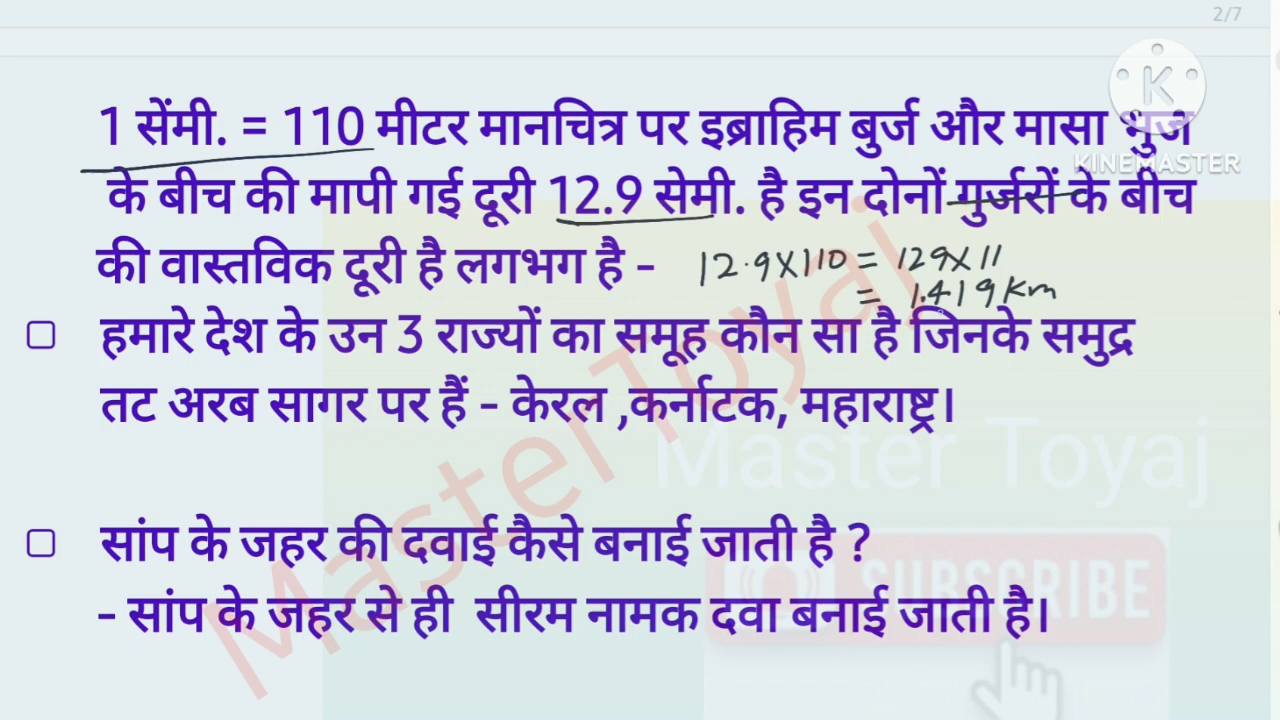 2/7
1 सेंमी. = 110 मीटर मानचित्र पर इब्राहिम बुर्ज और मासा भुर्ज
KINEMASTER
के बीच की मापी गई दूरी 12.9 सेमी. है इन दोनों गुर्जरों के बीच
की वास्तविक दूरी है लगभग है - 12.9X110 = 129X11
= 1.419 Km
हमारे देश के उन 3 राज्यों का समूह कौन सा है जिनके समुद्र
तट अरब सागर पर हैं - केरल ,कर्नाटक, महाराष्ट्र।
Master Toyaj
Master Toyaj
सांप के जहर की दवाई कैसे बनाई जाती है ?
SUBSCRIBE
- सांप के जहर से ही सीरम नामक दवा बनाई जाती है।